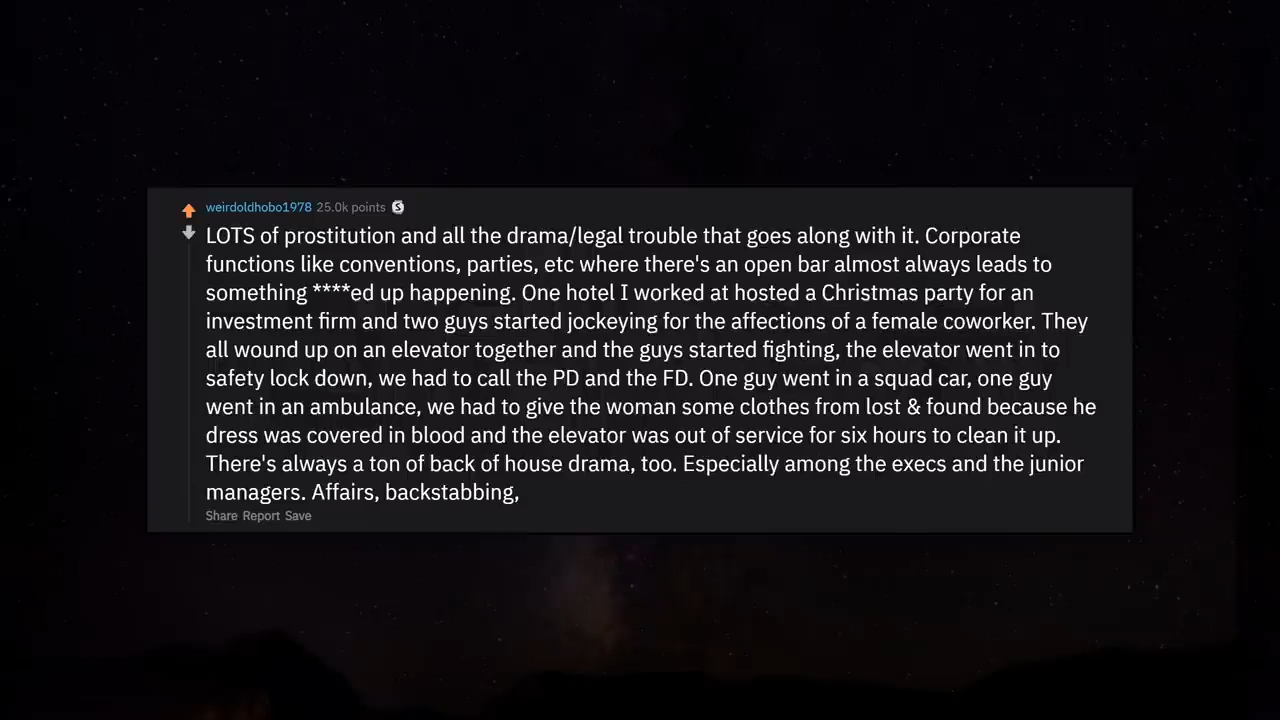 weirdoldhobo1978 25.0k points S
LOTS of prostitution and all the drama/legal trouble that goes along with it. Corporate
functions like conventions, parties, etc where there's an open bar almost always leads to
something ****ed up happening. One hotel I worked at hosted a Christmas party for an
investment firm and two guys started jockeying for the affections of a female coworker. They
all wound up on an elevator together and the guys started fighting, the elevator went in to
safety lock down, we had to call the PD and the FD. One guy went in a squad car, one guy
went in an ambulance, we had to give the woman some clothes from lost & found because he
dress was covered in blood and the elevator was out of service for six hours to clean it up.
There's always a ton of back of house drama, too. Especially among the execs and the junior
managers. Affairs, backstabbing,
Share Report Save